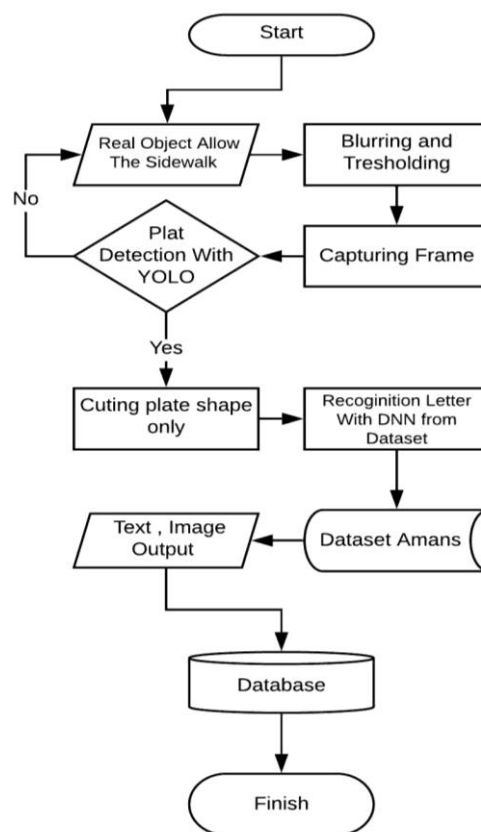 Start
Real Object Allow
The Sidewalk
Blurring and
Tresholding
No
Plat
Detection With
YOLO
Capturing Frame
Yes
Cuting plate shape
only
Recoginition Letter
With DNN from
Dataset
Text , Image
Output
Dataset Amans
Database
Finish